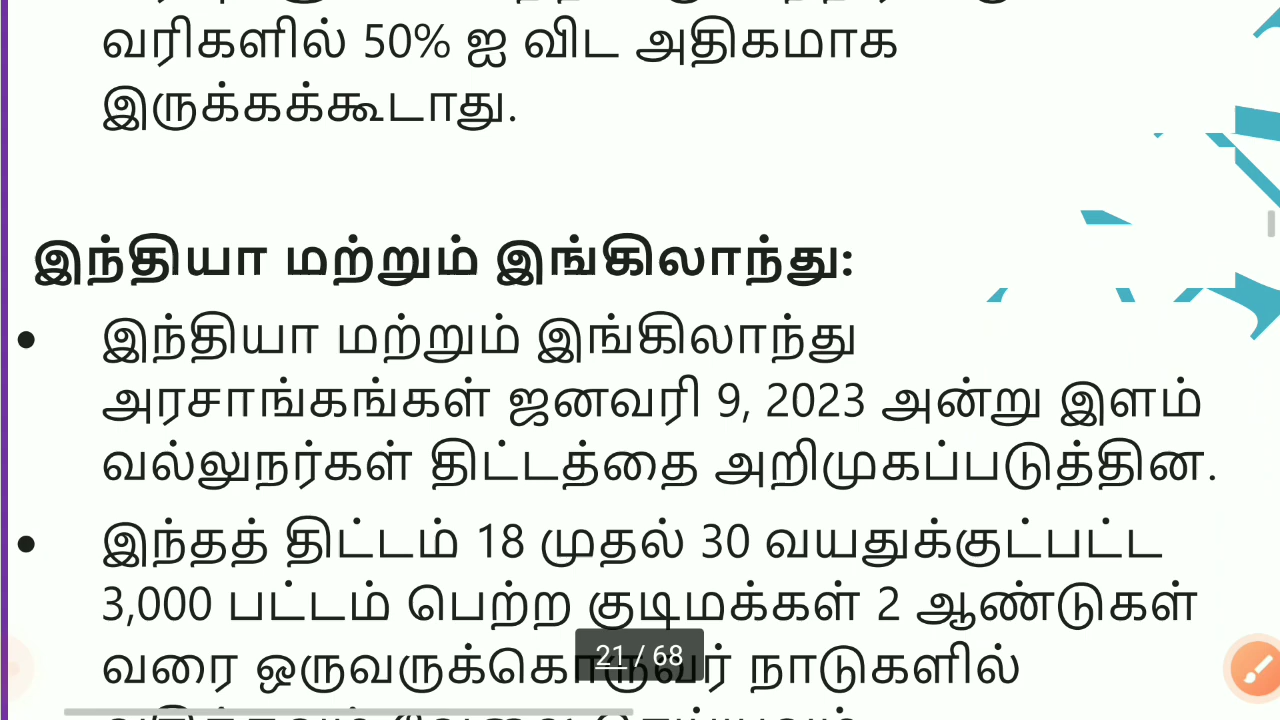 வரிகளில் 50% ஐ விட அதிகமாக
இருக்கக்கூடாது.
இந்தியா மற்றும் இங்கிலாந்து:
• இந்தியா மற்றும் இங்கிலாந்து
அரசாங்கங்கள் ஜனவரி 9, 2023 அன்று இளம்
வல்லுநர்கள் திட்டத்தை அறிமுகப்படுத்தின.
• இந்தத் திட்டம் 18 முதல் 30 வயதுக்குட்பட்ட
3,000 பட்டம் பெற்ற குடிமக்கள் 2 ஆண்டுகள்
வரை ஒருவருக்கொருவர் நாடுகளில்
21 / 68